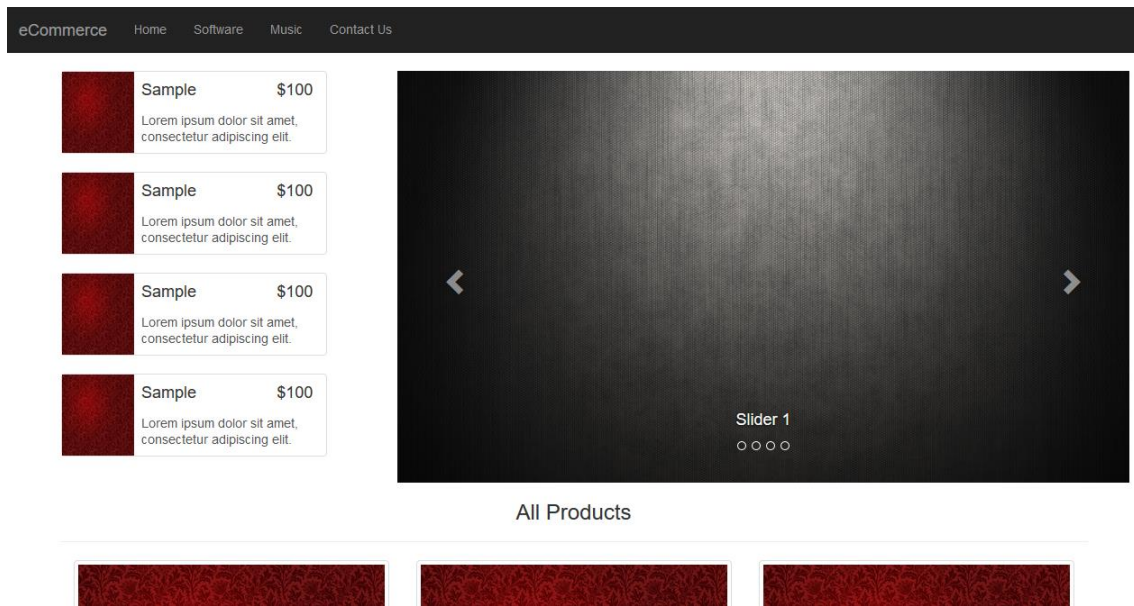 eCommerce Home Software Music Contact Us
Sample $100
Lorem ipsum dolor sit amet,
consectetur adipiscing elit.
Sample $100
Lorem ipsum dolor sit amet,
consectetur adipiscing elit.
Sample $100
Lorem ipsum dolor sit amet,
consectetur adipiscing elit.
Sample $100
Lorem ipsum dolor sit amet,
consectetur adipiscing elit.
Slider 1
All Products